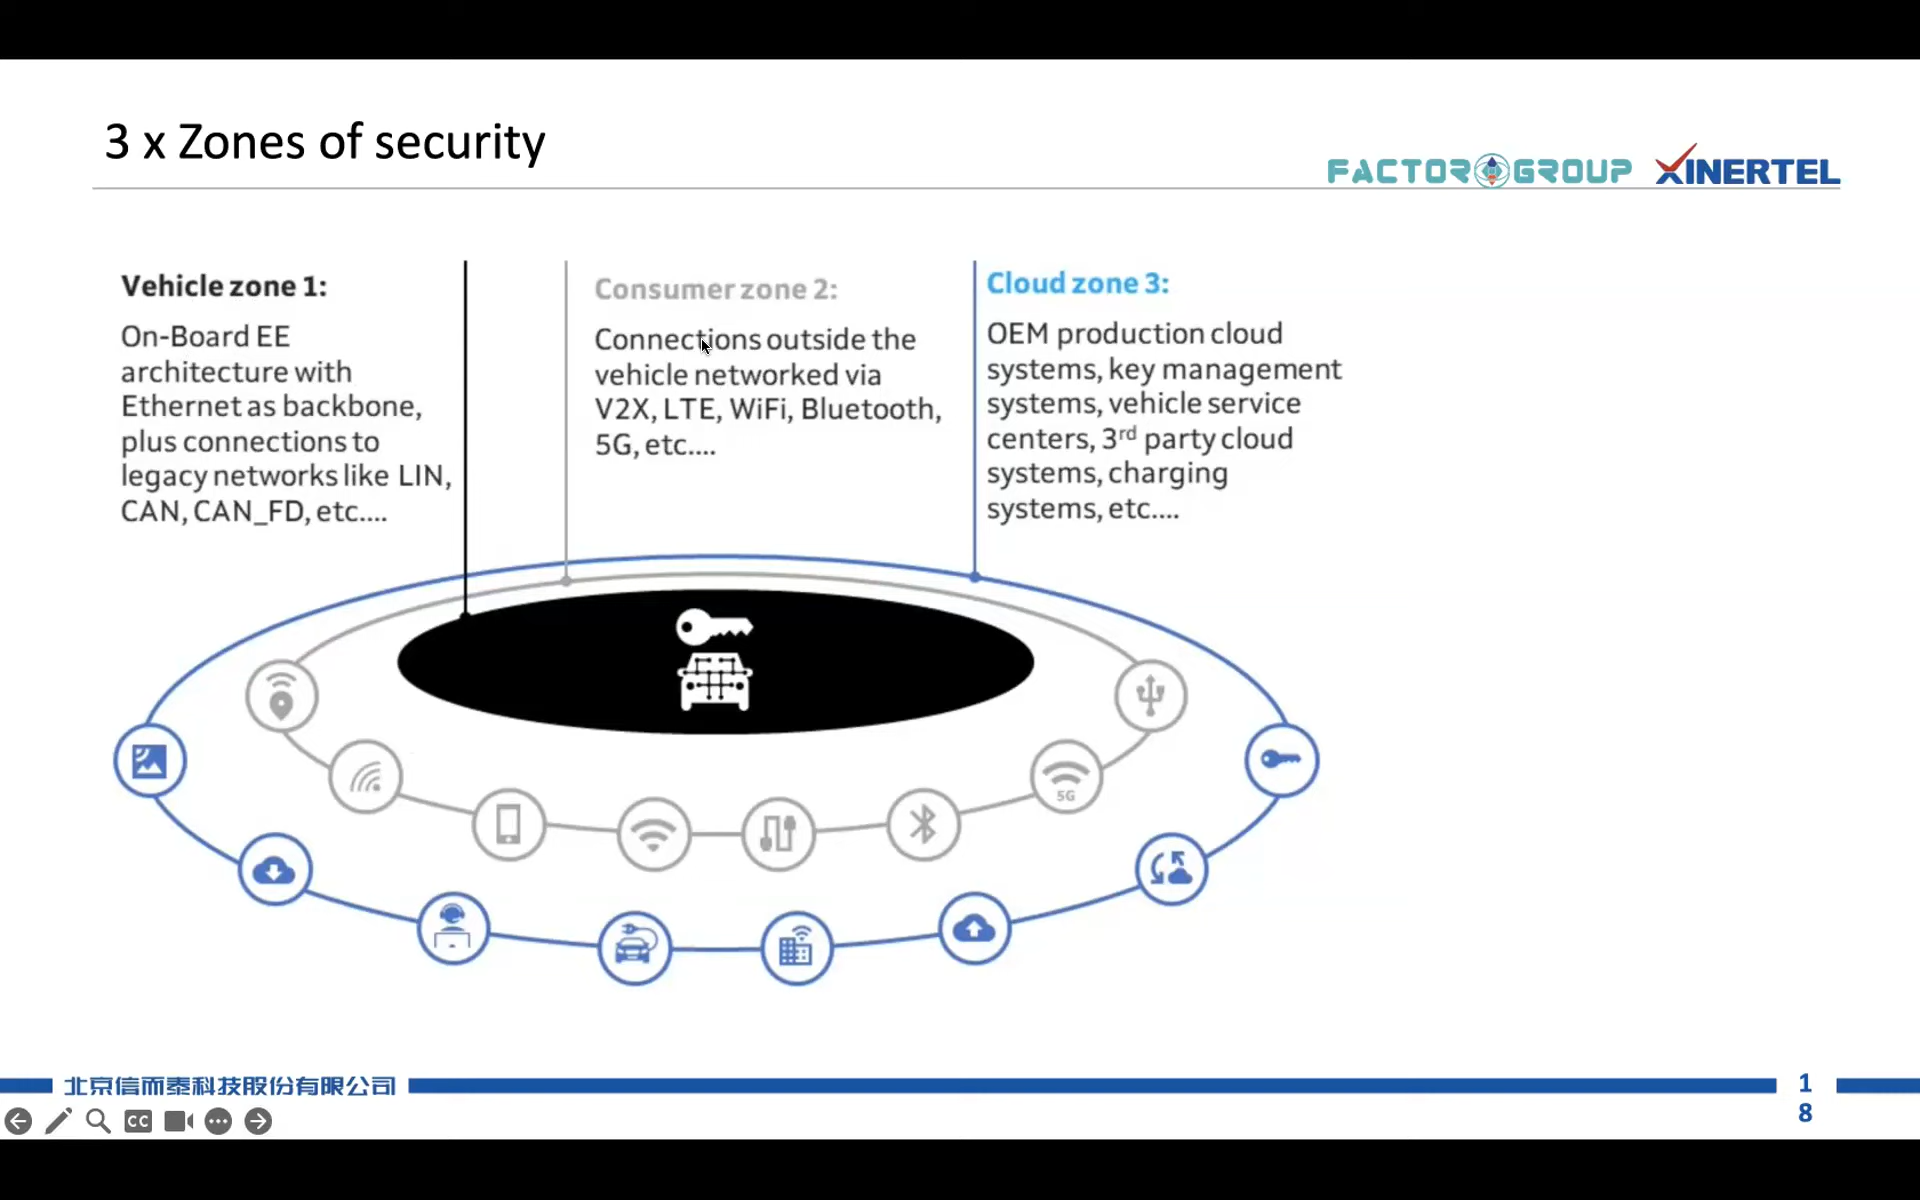 3 x Zones of security
FACTOR GROUP XINERTEL
Vehicle zone 1:
On-Board EE
architecture with
Ethernet as backbone,
plus connections to
legacy networks like LIN,
CAN, CAN_FD, etc....
Consumer zone 2:
Connections outside the
vehicle networked via
V2X, LTE, WiFi, Bluetooth,
5G, etc....
Cloud zone 3:
OEM production cloud
systems, key management
systems, vehicle service
centers, 3rd party cloud
systems, charging
systems, etc....
5G
北京信而泰科技股份有限公司
1
8
CC